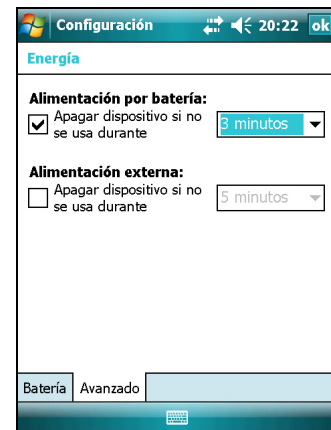 Configuración 20:22 ok
Energía
Alimentación por batería:
Apagar dispositivo si no
se usa durante
3 minutos
Alimentación externa:
Apagar dispositivo si no
se usa durante
5 minutos
Batería Avanzado